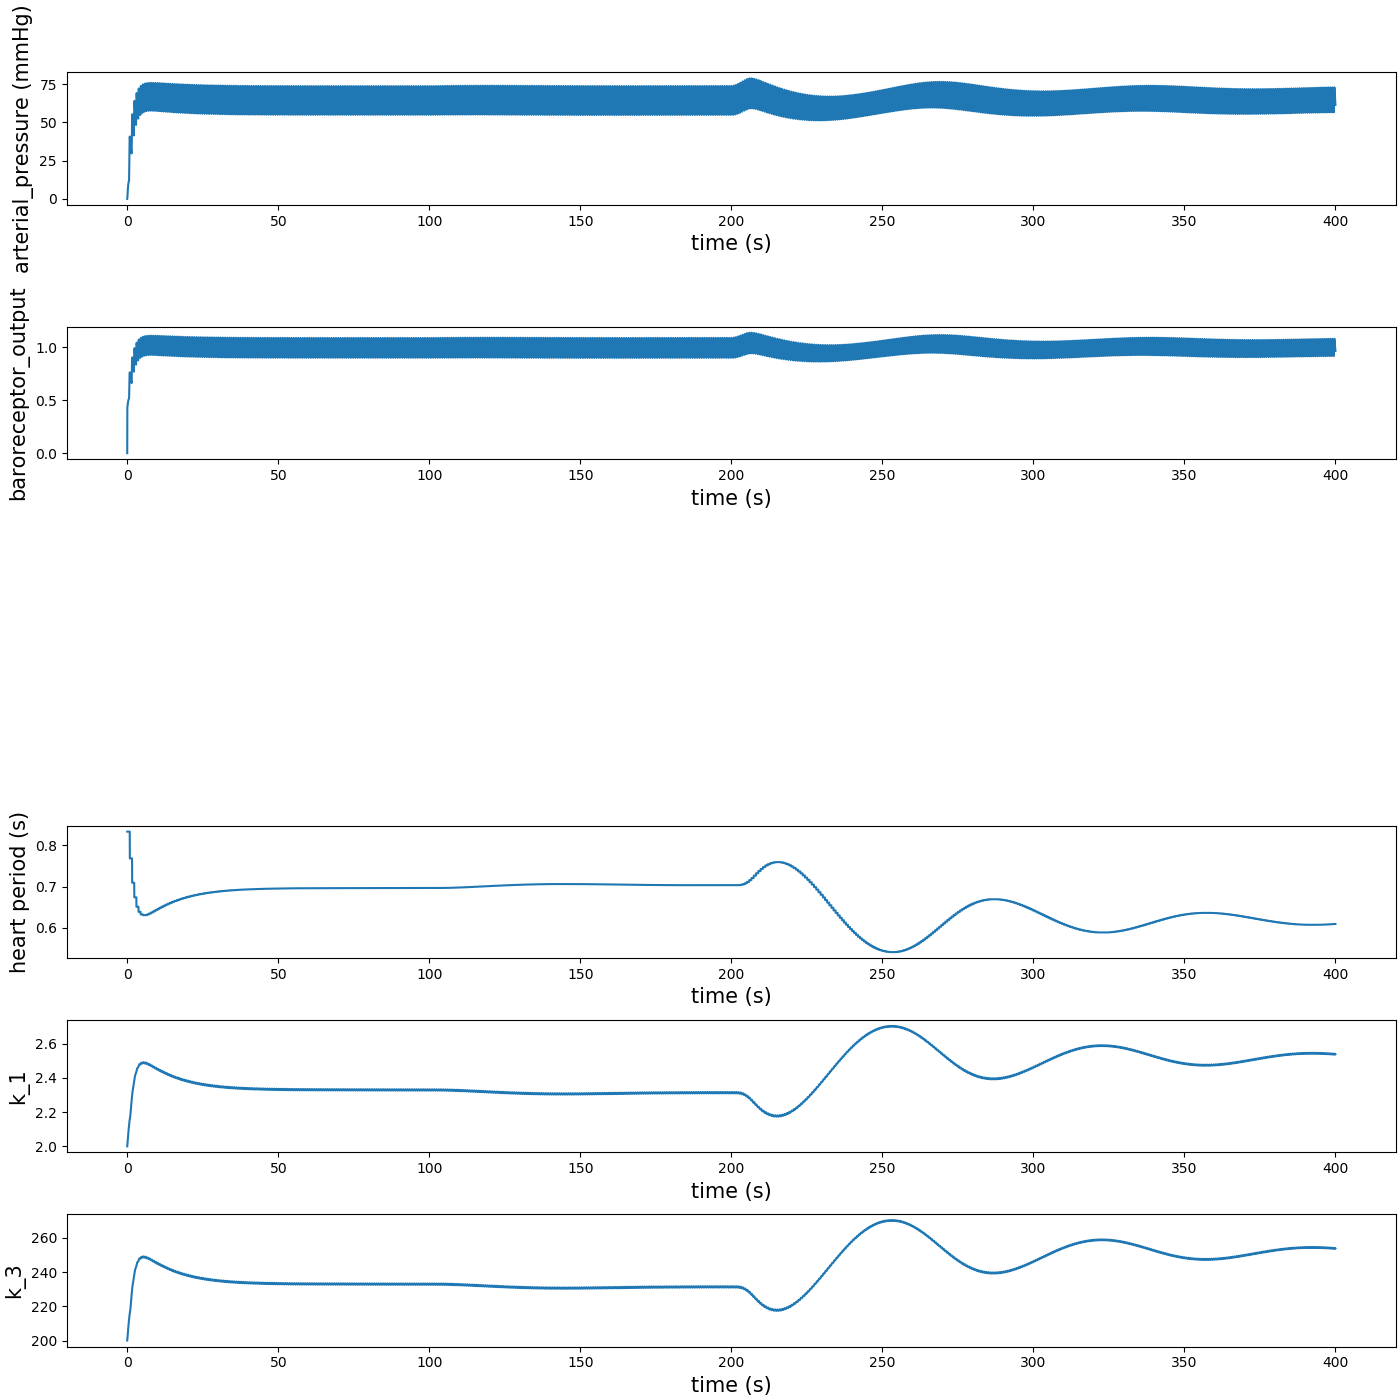 arterial_pressure (mmHg)
75
50
25
0
0 50 100 150 200 250 300 350 400
time (s)
baroreceptor_output
1.0
0.5
0.0
0 50 100 150 200 250 300 350 400
time (s)
heart period (s)
0.8
0.7
0.6
0 50 100 150 200 250 300 350 400
time (s)
k_1
2.6
2.4
2.2
2.0
0 50 100 150 200 250 300 350 400
time (s)
k_3
260
240
220
200
0 50 100 150 200 250 300 350 400
time (s)